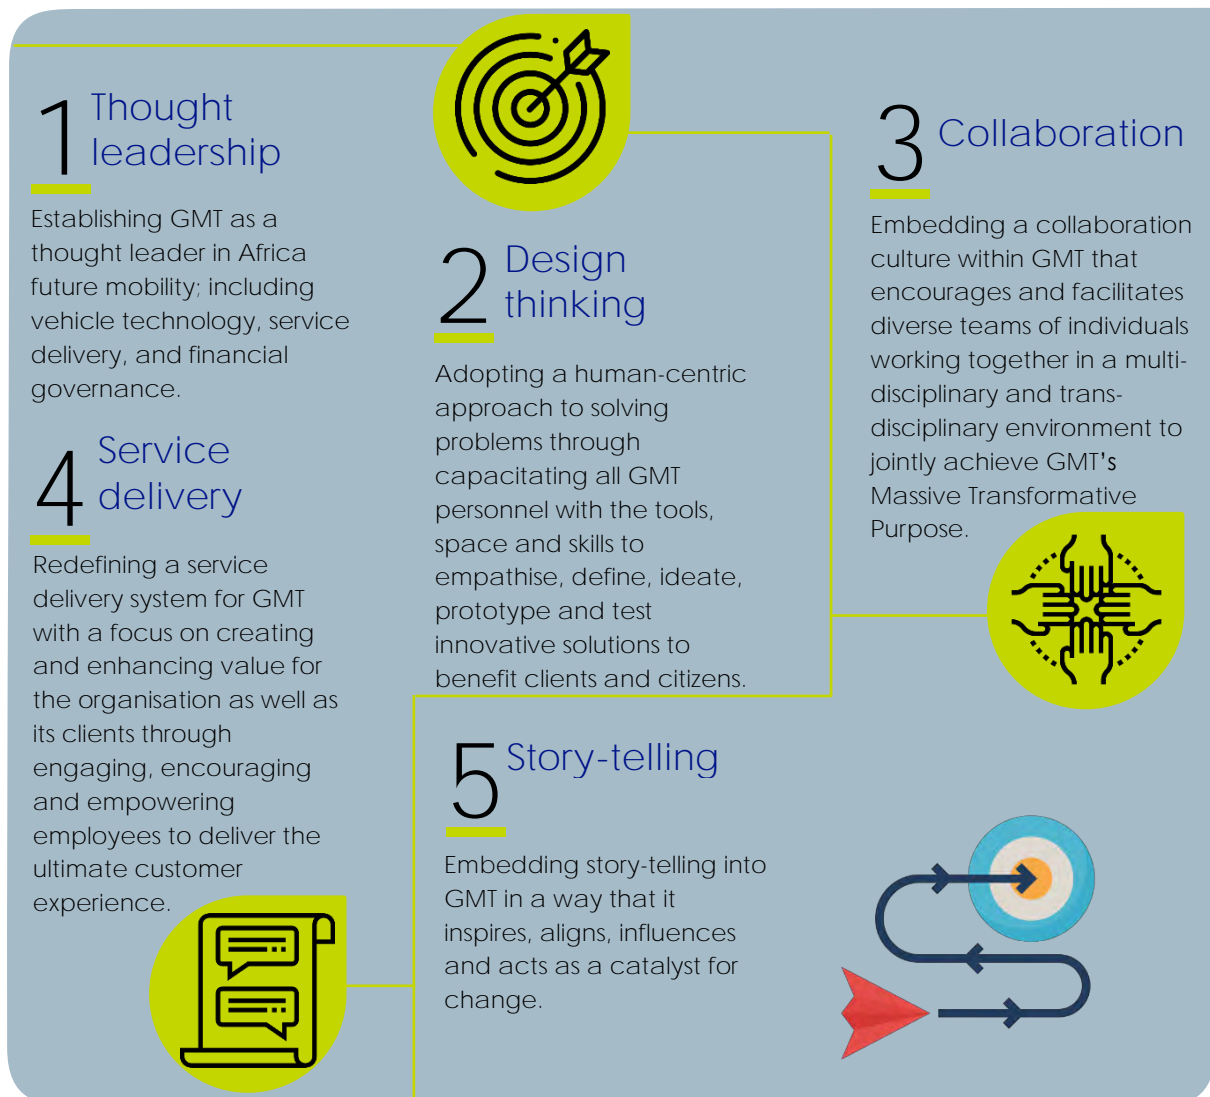 1
Thought
leadership
Establishing GMT as a
thought leader in Africa
future mobility; including
vehicle technology, service
delivery, and financial
governance.
2
Design
thinking
Adopting a human-centric
approach to solving
problems through
capacitating all GMT
personnel with the tools,
space and skills to
empathise, define, ideate,
prototype and test
innovative solutions to
benefit clients and citizens.
3
Collaboration
Embedding a collaboration
culture within GMT that
encourages and facilitates
diverse teams of individuals
working together in a multi-
disciplinary and trans-
disciplinary environment to
jointly achieve GMT's
Massive Transformative
Purpose.
4
Service
delivery
Redefining a service
delivery system for GMT
with a focus on creating
and enhancing value for
the organisation as well as
its clients through
engaging, encouraging
and empowering
employees to deliver the
ultimate customer
experience.
5
Story-telling
Embedding story-telling into
GMT in a way that it
inspires, aligns, influences
and acts as a catalyst for
change.